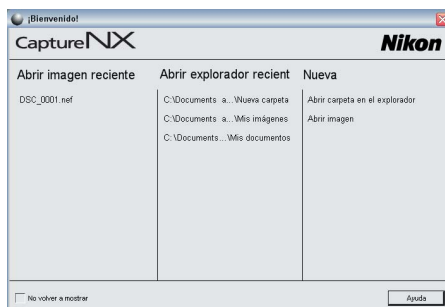 ¡Bienvenido!
CaptureNX
Nikon
Abrir imagen reciente
DSC_0001.nef
Abrir explorador recient
C:\Documents a...\Nueva carpeta
C:\Documents a...\Mis imágenes
C:\Documents...\Mis documentos
Nueva
Abrir carpeta en el explorador
Abrir imagen
No volver a mostrar
Ayuda